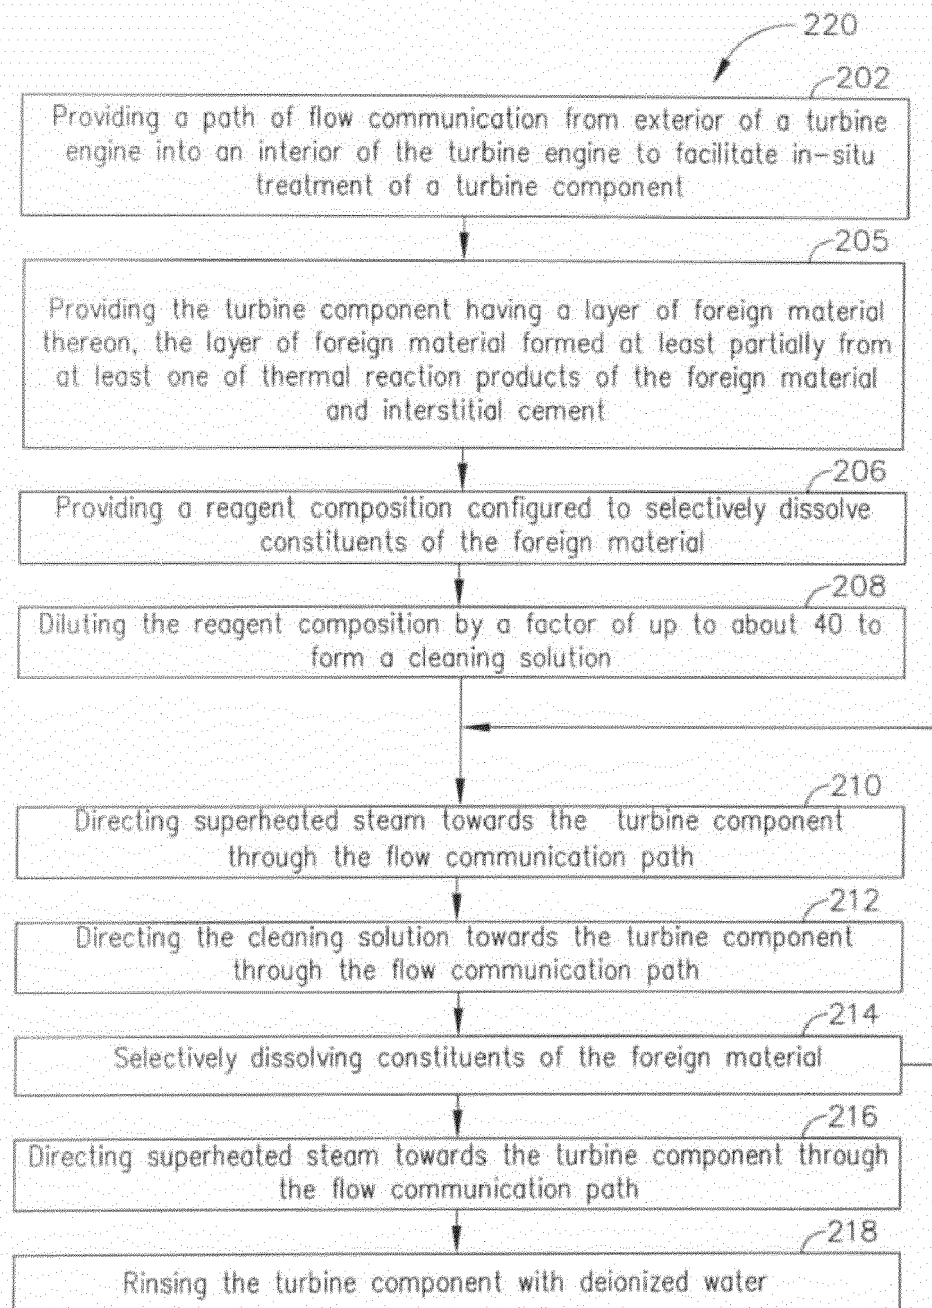 220
202
Providing a path of flow communication from exterior of a turbine
engine into an interior of the turbine engine to facilitate in-situ
treatment of a turbine component
205
Providing the turbine component having a layer of foreign material
thereon, the layer of foreign material formed at least partially from
at least one of thermal reaction products of the foreign material
and interstitial cement
206
Providing a reagent composition configured to selectively dissolve
constituents of the foreign material
208
Diluting the reagent composition by a factor of up to about 40 to
form a cleaning solution
210
Directing superheated steam towards the turbine component
through the flow communication path
212
Directing the cleaning solution towards the turbine component
through the flow communication path
214
Selectively dissolving constituents of the foreign material
216
Directing superheated steam towards the turbine component through
the flow communication path
218
Rinsing the turbine component with deionized water